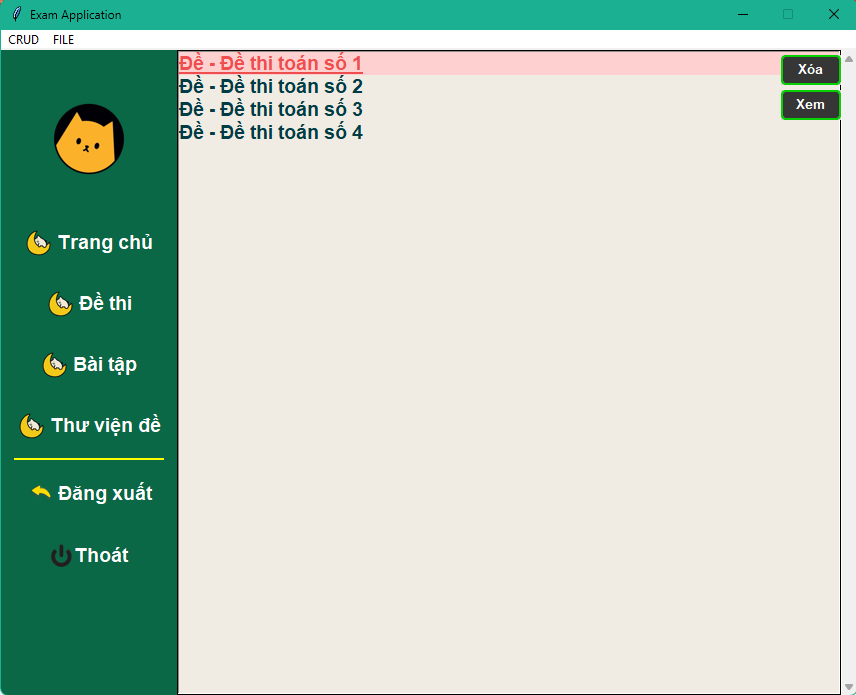 Exam Application
CRUD FILE
Trang chủ
Đề thi
Bài tập
Thư viện đề
Đăng xuất
Thoát
Đề - Đề thi toán số 1
Đề - Đề thi toán số 2
Đề - Đề thi toán số 3
Đề - Đề thi toán số 4
Xóa
Xem